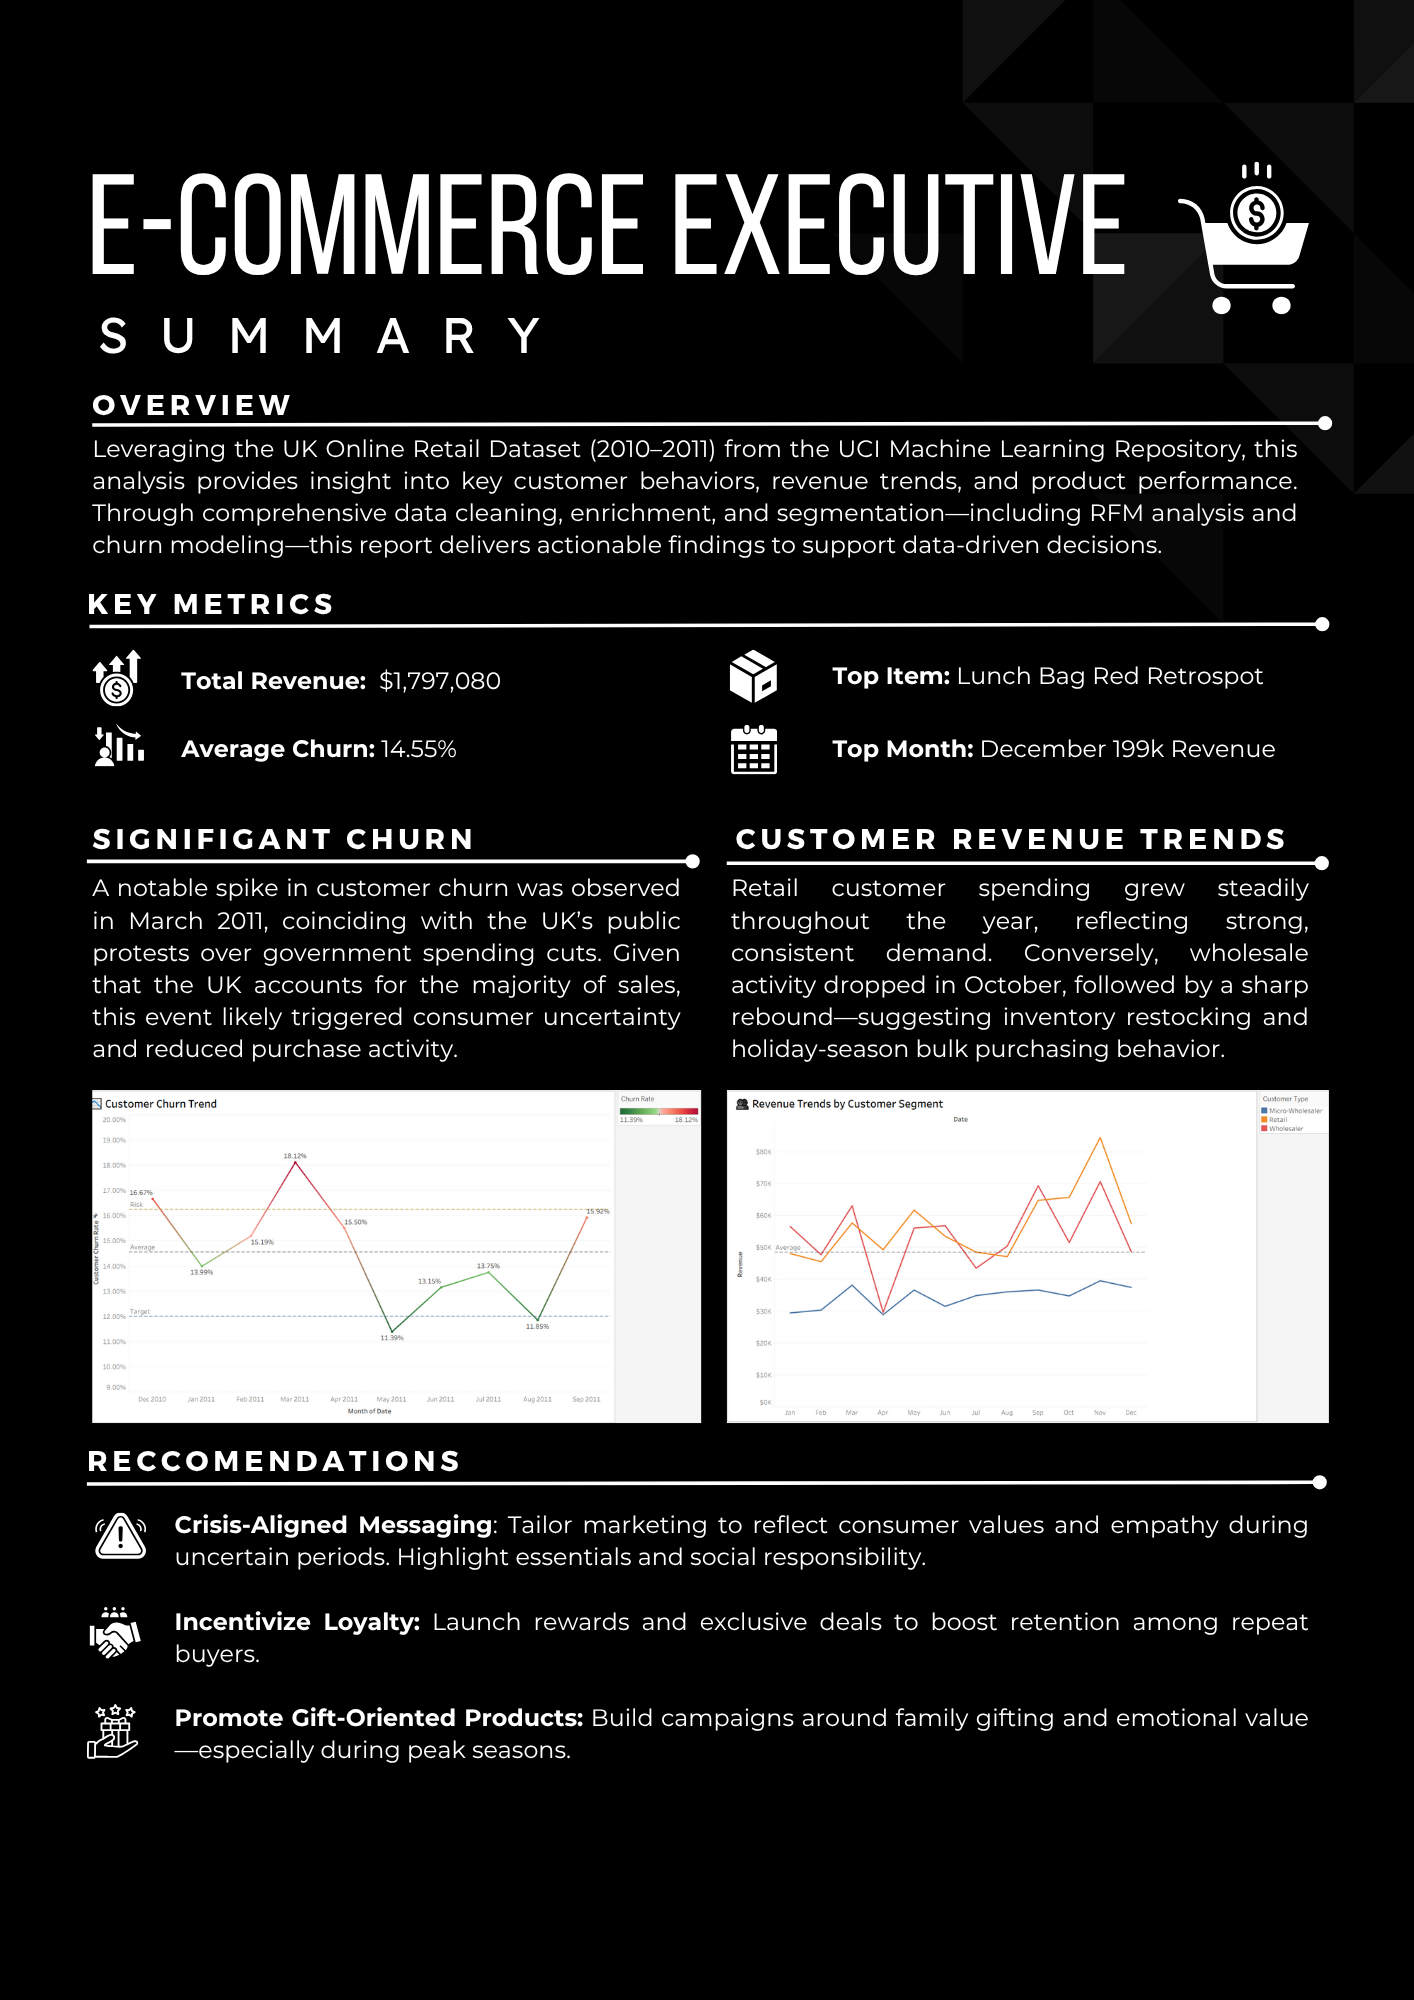 E-COMMERCE EXECUTIVE
SUMMARY
OVERVIEW
Leveraging the UK Online Retail Dataset (2010–2011) from the UCI Machine Learning Repository, this
analysis provides insight into key customer behaviors, revenue trends, and product performance.
Through comprehensive data cleaning, enrichment, and segmentation—including RFM analysis and
churn modeling—this report delivers actionable findings to support data-driven decisions.
KEY METRICS
Total Revenue: $1,797,080
Top Item: Lunch Bag Red Retrospot
Average Churn: 14.55%
Top Month: December 199k Revenue
SIGNIFIGANT CHURN
A notable spike in customer churn was observed
in March 2011, coinciding with the UK’s public
protests over government spending cuts. Given
that the UK accounts for the majority of sales,
this event likely triggered consumer uncertainty
and reduced purchase activity.
CUSTOMER REVENUE TRENDS
Retail customer spending grew steadily
throughout the year, reflecting strong,
consistent demand. Conversely, wholesale
activity dropped in October, followed by a sharp
rebound—suggesting inventory restocking and
holiday-season bulk purchasing behavior.
Customer Churn Trend
Churn Rate
11.39% 18.12%
Customer Churn Rate %
20.00%
19.00%
18.00%
17.00%
16.00%
15.00%
14.00%
13.00%
12.00%
11.00%
10.00%
9.00%
Risk
Average
Target
16.67%
13.99%
15.19%
18.12%
15.50%
11.39%
13.15%
13.75%
11.85%
15.92%
Dec 2010 Jan 2011 Feb 2011 Mar 2011 Apr 2011 May 2011 Jun 2011 Jul 2011 Aug 2011 Sep 2011
Month of Date
Revenue Trends by Customer Segment
Date
Customer Type
Micro-Wholesaler
Retail
Wholesaler
Revenue
$80K
$70K
$60K
$50K
$40K
$30K
$20K
$10K
$0K
Average
Jan Feb Mar Apr May Jun Jul Aug Sep Oct Nov Dec
RECCOMENDATIONS
Crisis-Aligned Messaging: Tailor marketing to reflect consumer values and empathy during
uncertain periods. Highlight essentials and social responsibility.
Incentivize Loyalty: Launch rewards and exclusive deals to boost retention among repeat
buyers.
Promote Gift-Oriented Products: Build campaigns around family gifting and emotional value
—especially during peak seasons.